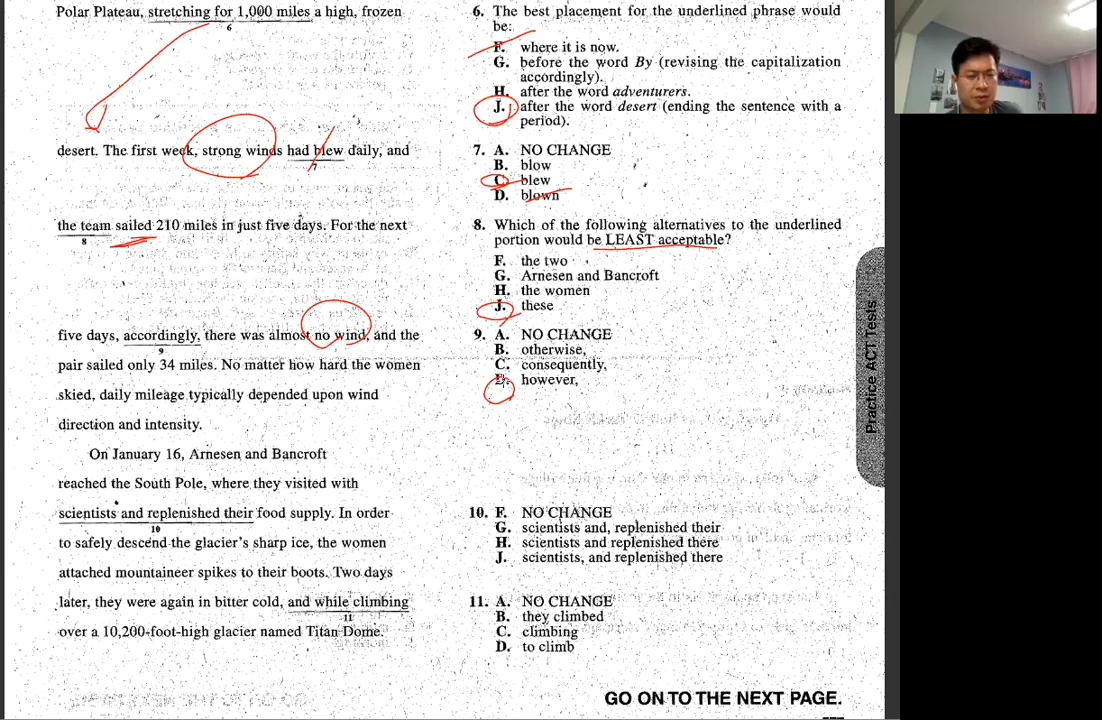 Polar Plateau, stretching for 1,000 miles a high, frozen
6
desert. The first week, strong winds had blew daily, and
7
the team sailed 210 miles in just five days. For the next
8
five days, accordingly, there was almost no wind, and the
9
pair sailed only 34 miles. No matter how hard the women
skied, daily mileage typically depended upon wind
direction and intensity.
On January 16, Arnesen and Bancroft
reached the South Pole, where they visited with
scientists and replenished their food supply. In order
10
to safely descend the glacier's sharp ice, the women
attached mountaineer spikes to their boots. Two days
later, they were again in bitter cold, and while climbing
11
over a 10,200-foot-high glacier named Titan Dome.
6. The best placement for the underlined phrase would
be:
F. where it is now.
G. before the word By (revising the capitalization
accordingly).
H. after the word adventurers.
J. after the word desert (ending the sentence with a
period).
7. A. NO CHANGE
B. blow
C. blew
D. blown
8. Which of the following alternatives to the underlined
portion would be LEAST acceptable?
F. the two
G. Arnesen and Bancroft
H. the women
J. these
9. A. NO CHANGE
B. otherwise,
C. consequently,
D. however,
10. F. NO CHANGE
G. scientists and, replenished their
H. scientists and replenished there
J. scientists, and replenished there
11. A. NO CHANGE
B. they climbed
C. climbing
D. to climb
Practice ACT Tests
GO ON TO THE NEXT PAGE.